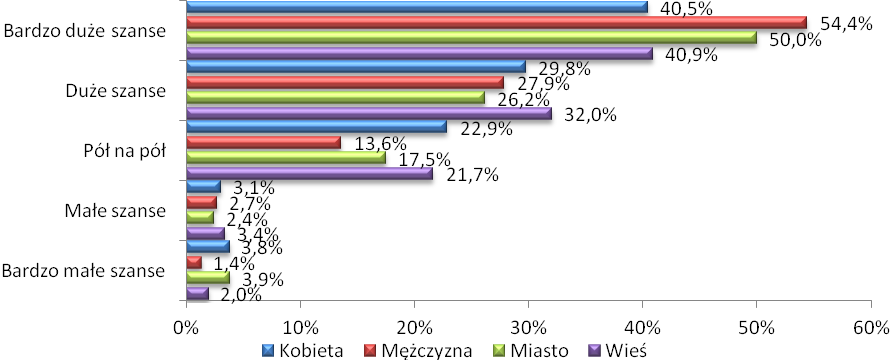 Bardzo duże szanse
40,5%
54,4%
50,0%
40,9%
Duże szanse
29,8%
27,9%
26,2%
32,0%
Pół na pół
22,9%
13,6%
17,5%
21,7%
Małe szanse
3,1%
2,7%
2,4%
3,4%
Bardzo małe szanse
3,8%
1,4%
3,9%
2,0%
0% 10% 20% 30% 40% 50% 60%
Kobieta Mężczyzna Miasto Wieś